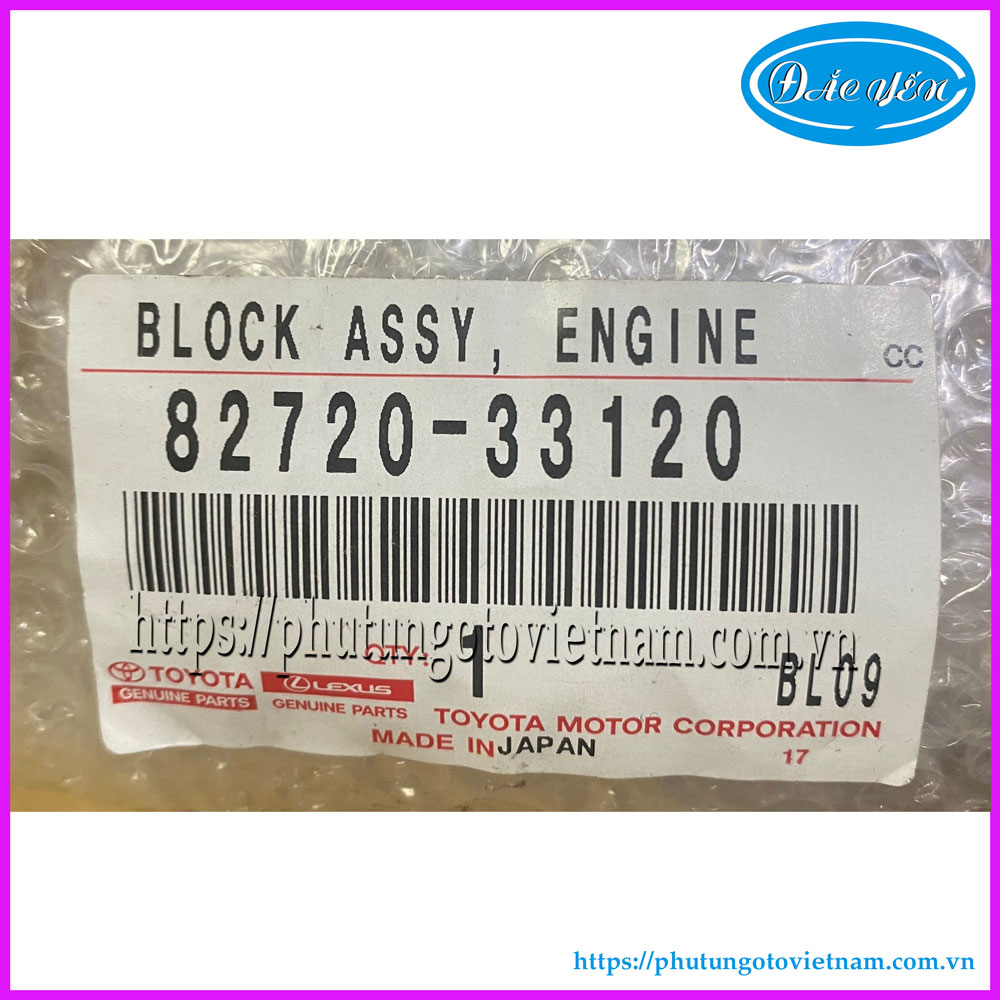 ĐẮC YẾN
BLOCK ASSY, ENGINE
CC
82720-33120
https://phutungotovietnam.com.vn
QTY: 1
BL09
TOYOTA
GENUINE PARTS
LEXUS
GENUINE PARTS
TOYOTA MOTOR CORPORATION
MADE IN JAPAN
17
https://phutungotovietnam.com.vn